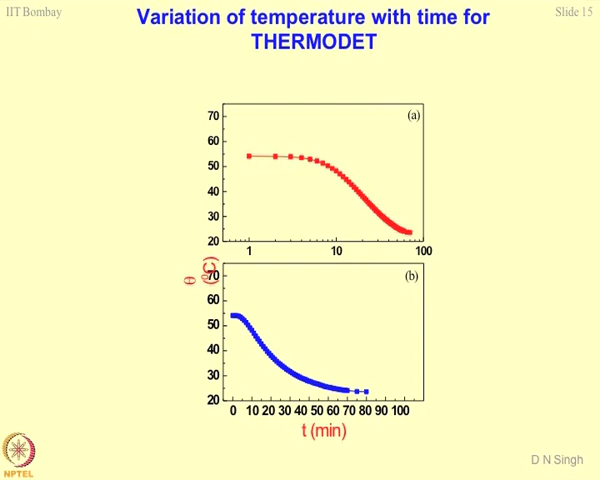 IIT Bombay
Slide 15
Variation of temperature with time for
THERMODET
(a)
70
60
50
40
30
20
1 10 100
θ (⁰C)
(b)
70
60
50
40
30
20
0 10 20 30 40 50 60 70 80 90 100
t (min)
NPTEL
D N Singh